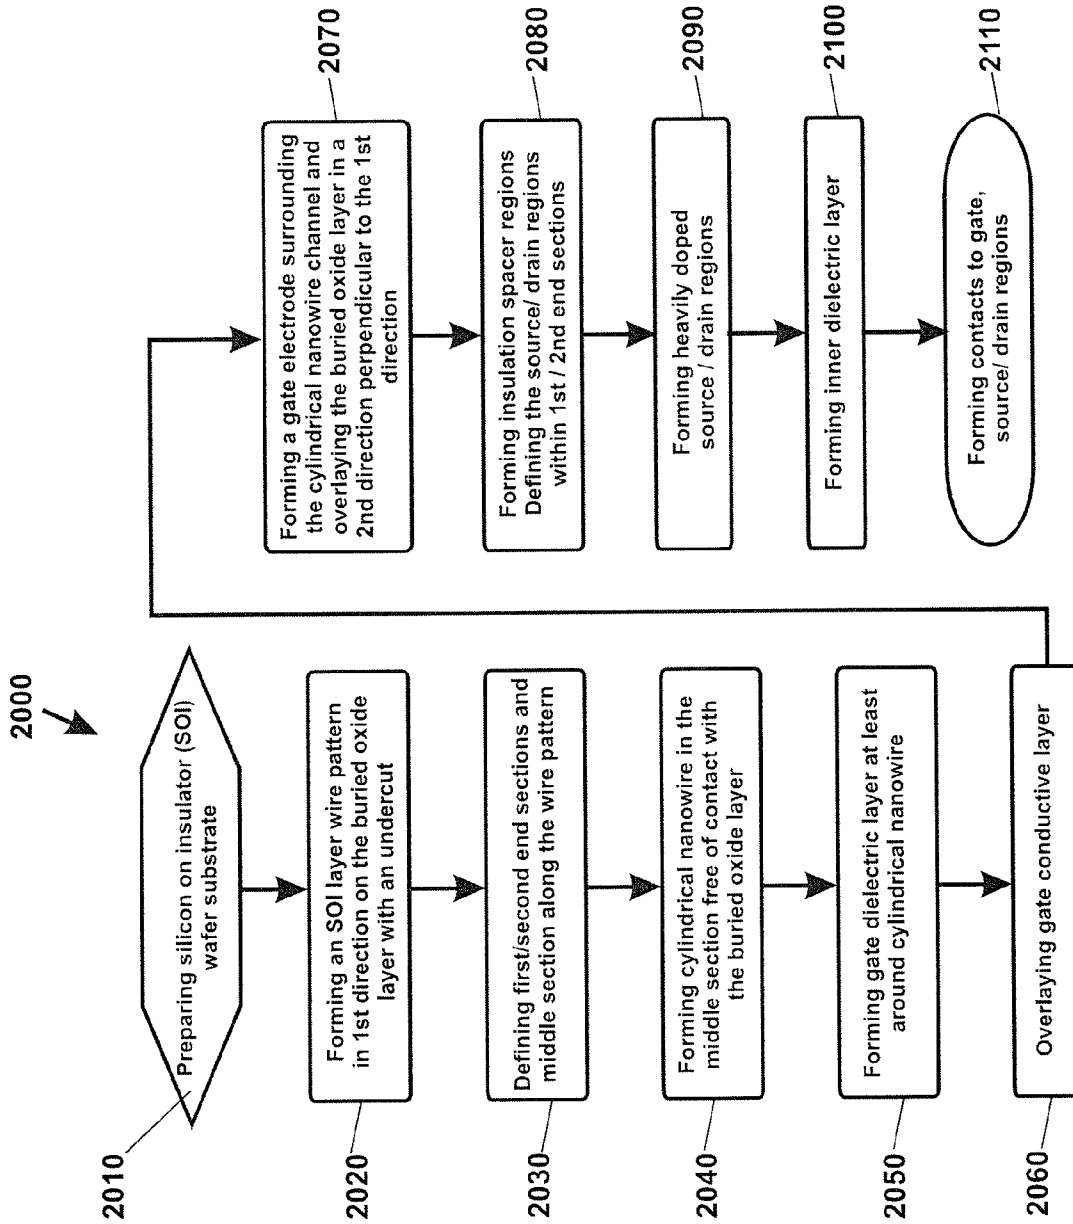 2000
2010
Preparing silicon on insulator (SOI)
wafer substrate
2020
Forming an SOI layer wire pattern
in 1st direction on the buried oxide
layer with an undercut
2030
Defining first/second end sections and
middle section along the wire pattern
2040
Forming cylindrical nanowire in the
middle section free of contact with
the buried oxide layer
2050
Forming gate dielectric layer at least
around cylindrical nanowire
2060
Overlaying gate conductive layer
2070
Forming a gate electrode surrounding
the cylindrical nanowire channel and
overlaying the buried oxide layer in a
2nd direction perpendicular to the 1st
direction
2080
Forming insulation spacer regions
Defining the source/ drain regions
within 1st / 2nd end sections
2090
Forming heavily doped
source / drain regions
2100
Forming inner dielectric layer
2110
Forming contacts to gate,
source/ drain regions